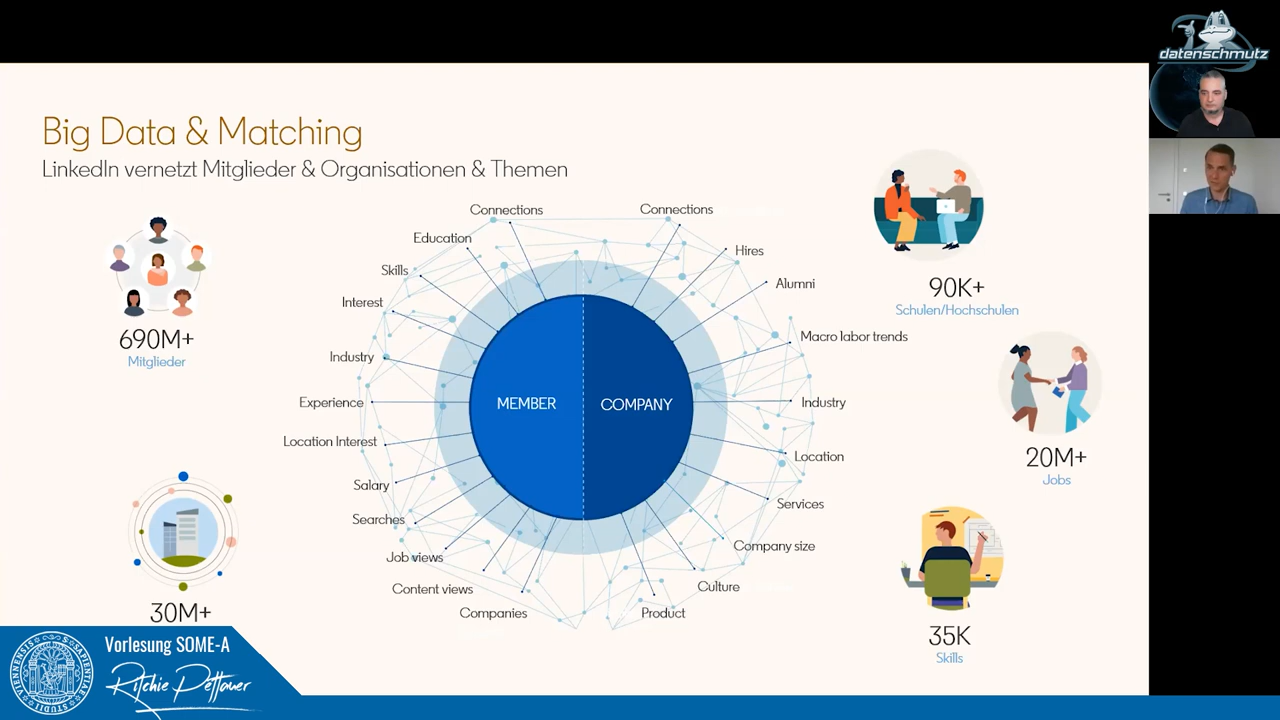 datenschmutz
Big Data & Matching
LinkedIn vernetzt Mitglieder & Organisationen & Themen
690M+
Mitglieder
30M+
Connections
Education
Skills
Interest
Industry
Experience
Location Interest
Salary
Searches
Job views
Content views
Companies
MEMBER
COMPANY
Connections
Hires
Alumni
Macro labor trends
Industry
Location
Services
Company size
Culture
Product
90K+
Schulen/Hochschulen
20M+
Jobs
35K
Skills
Vorlesung SOME-A
Ritchie Pettauer